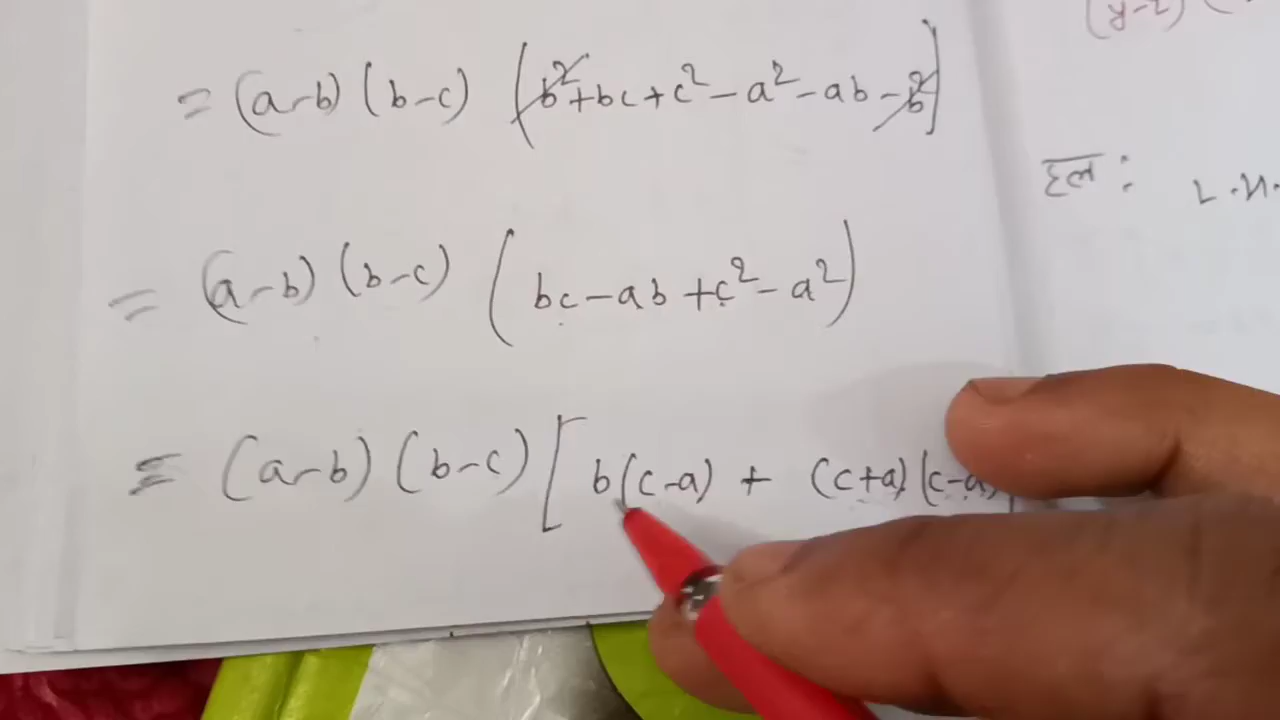 = (a-b) (b-c) [b²+bc+c²-a²-ab-b²]
= (a-b) (b-c) (bc-ab+c²-a²)
= (a-b) (b-c) [b(c-a) + (c+a) (c-a)
(y-z)
हल :